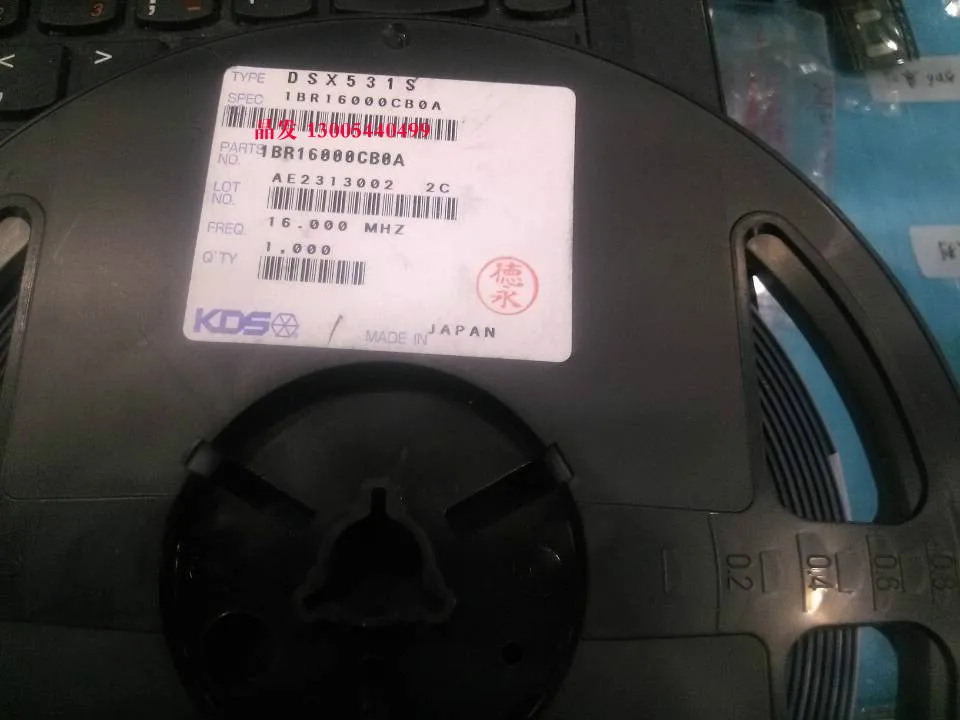 TYPE DSX531S
SPEC 1BR16000CB0A
品发 13005440499
PARTS NO. 1BR16000CB0A
LOT NO. AE2313002 2C
FREQ. 16.000 MHZ
Q'TY 1,000
德永
KDS
MADE IN JAPAN
0.2 0.4 0.6 0.8